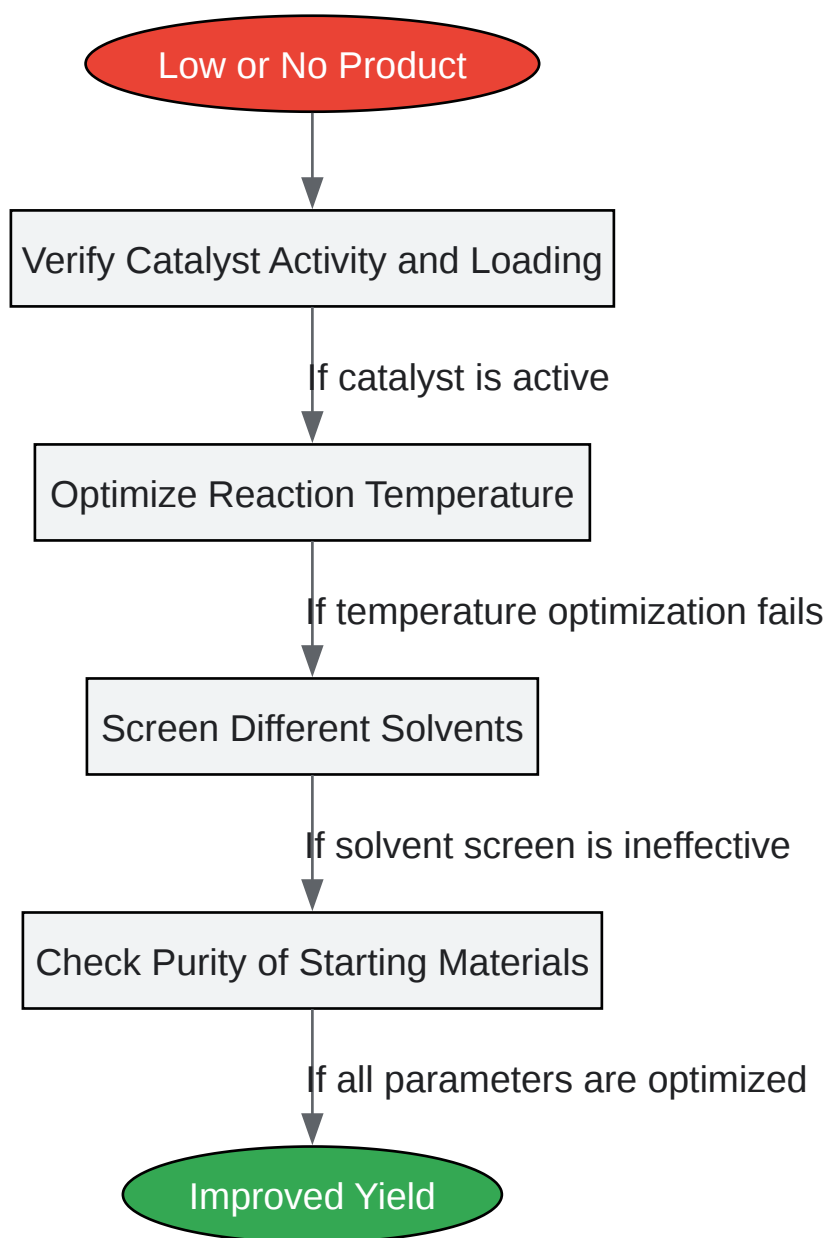 Low or No Product
Verify Catalyst Activity and Loading
If catalyst is active
Optimize Reaction Temperature
If temperature optimization fails
Screen Different Solvents
If solvent screen is ineffective
Check Purity of Starting Materials
If all parameters are optimized
Improved Yield